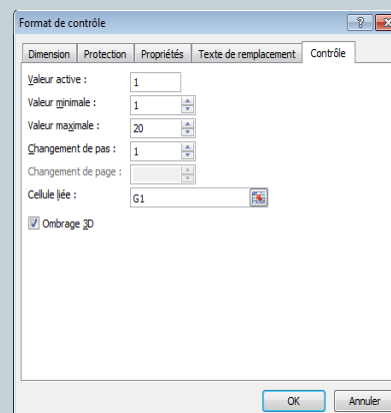 Format de contrôle
Dimension Protection Propriétés Texte de remplacement Contrôle
Valeur active : 1
Valeur minimale : 1
Valeur maximale : 20
Changement de pas : 1
Changement de page :
Cellule liée : G1
Ombrage 3D
OK Annuler